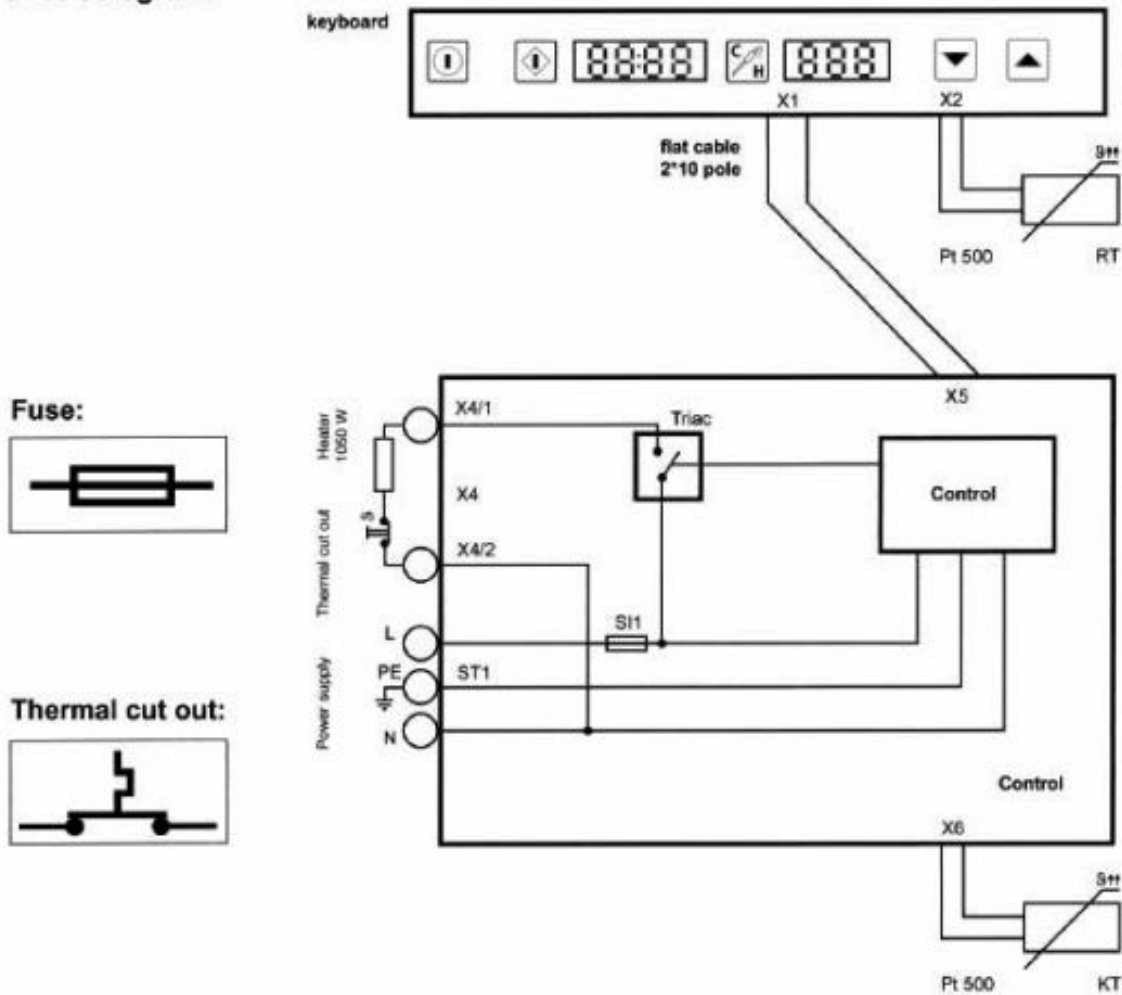 keyboard
88:88
C
H
888
X1
X2
flat cable
2*10 pole
Pt 500
RT
X5
Fuse:
Heater
1050 W
X4/1
Triac
X4
Control
Thermal cut out
S
X4/2
L
SI1
PE
ST1
Power supply
N
Thermal cut out:
Control
X6
Pt 500
KT